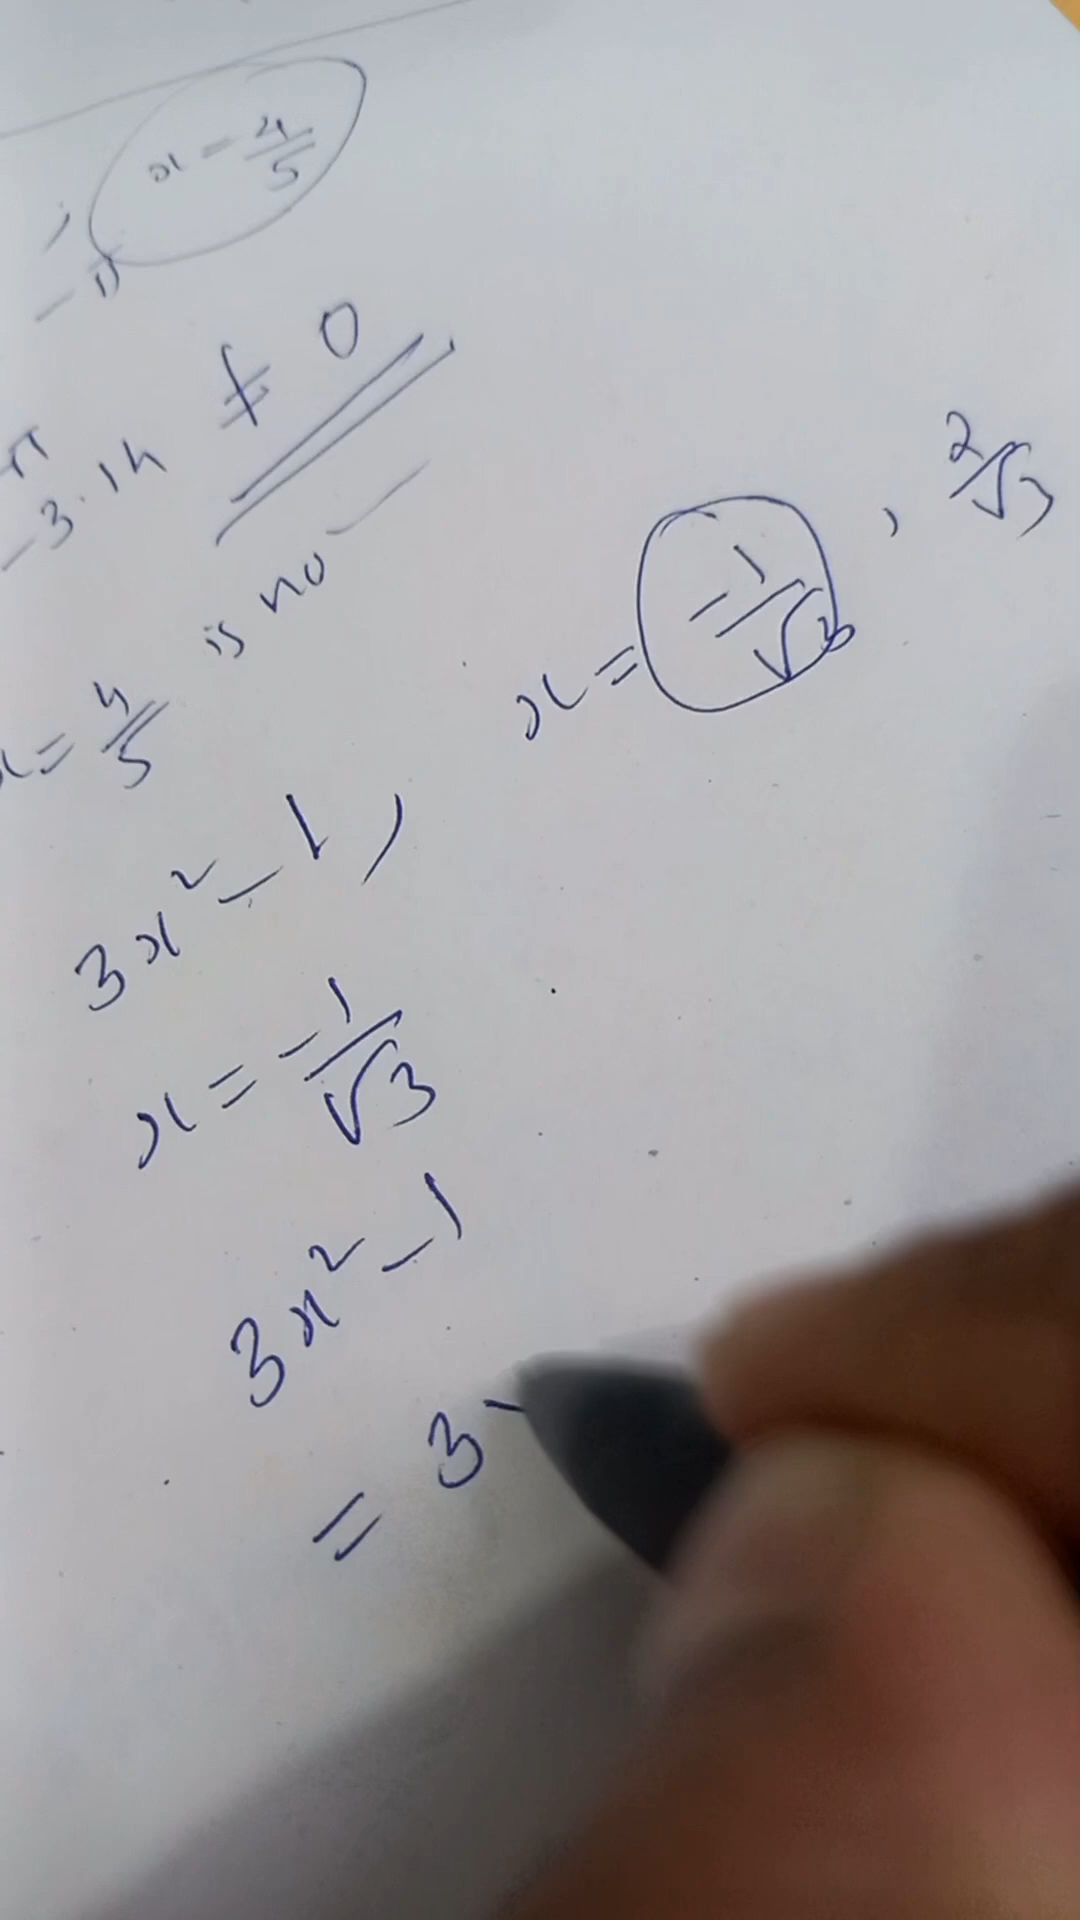 x = 4/5
,
- π
π
- 3.14 ≠ 0
x = 4/5 is no
3x² - 1 , x = -1/√3 , 2/√3
x = -1/√3
3x² - 1
= 3